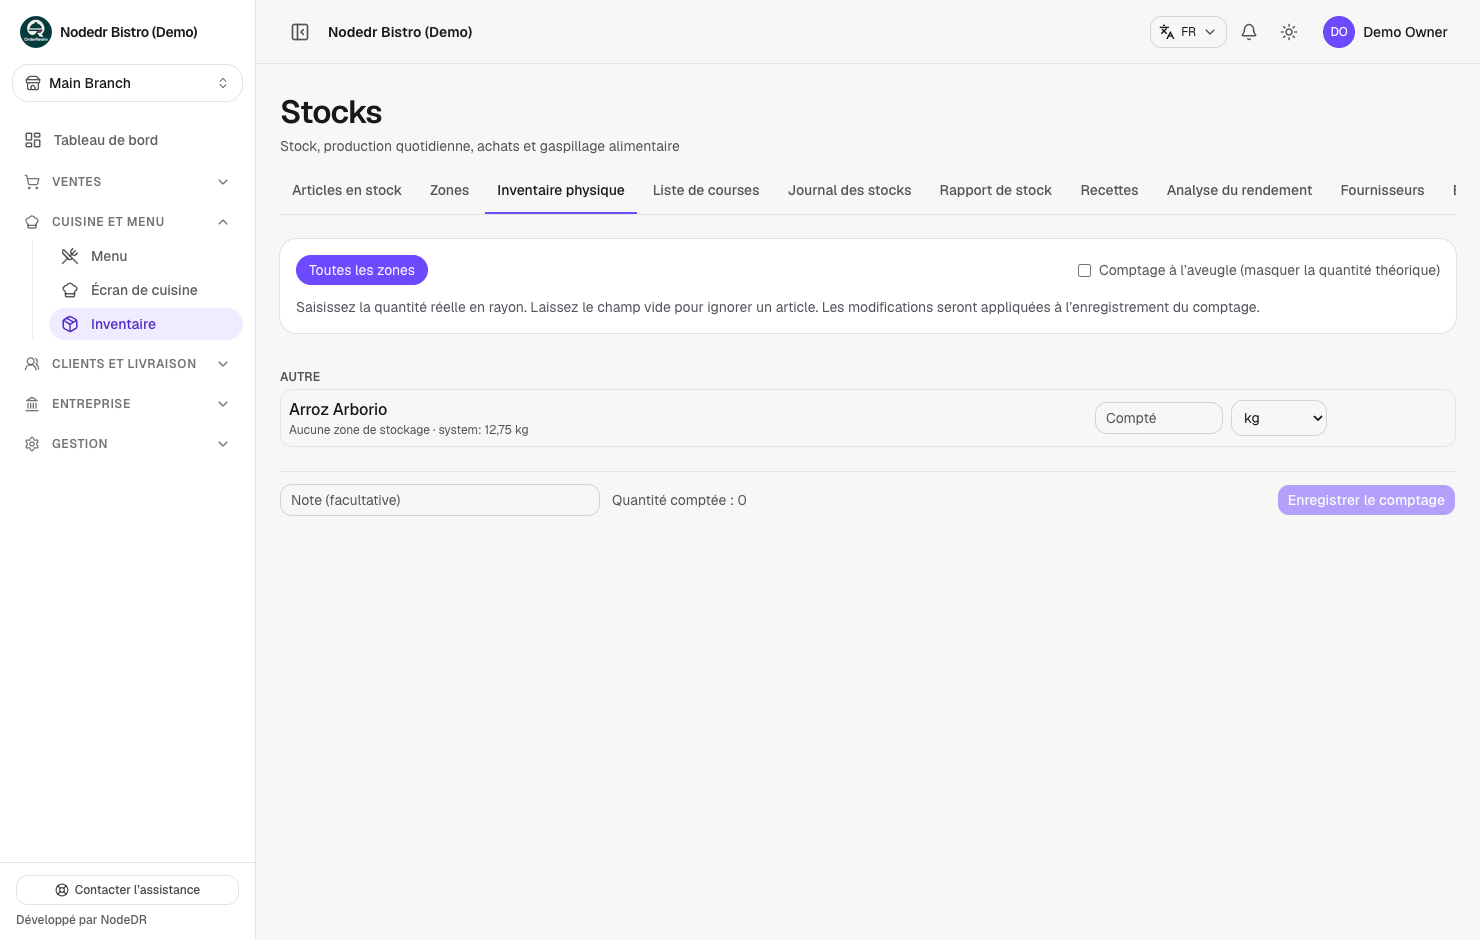 Nodedr Bistro (Demo)
Main Branch
Tableau de bord
VENTES
CUISINE ET MENU
Menu
Écran de cuisine
Inventaire
CLIENTS ET LIVRAISON
ENTREPRISE
GESTION
Contacter l’assistance
Développé par NodeDR
Nodedr Bistro (Demo)
FR
DO
Demo Owner
Stocks
Stock, production quotidienne, achats et gaspillage alimentaire
Articles en stock
Zones
Inventaire physique
Liste de courses
Journal des stocks
Rapport de stock
Recettes
Analyse du rendement
Fournisseurs
Toutes les zones
Comptage à l’aveugle (masquer la quantité théorique)
Saisissez la quantité réelle en rayon. Laissez le champ vide pour ignorer un article. Les modifications seront appliquées à l’enregistrement du comptage.
AUTRE
Arroz Arborio
Aucune zone de stockage · system: 12,75 kg
Compté
kg
Note (facultative)
Quantité comptée : 0
Enregistrer le comptage